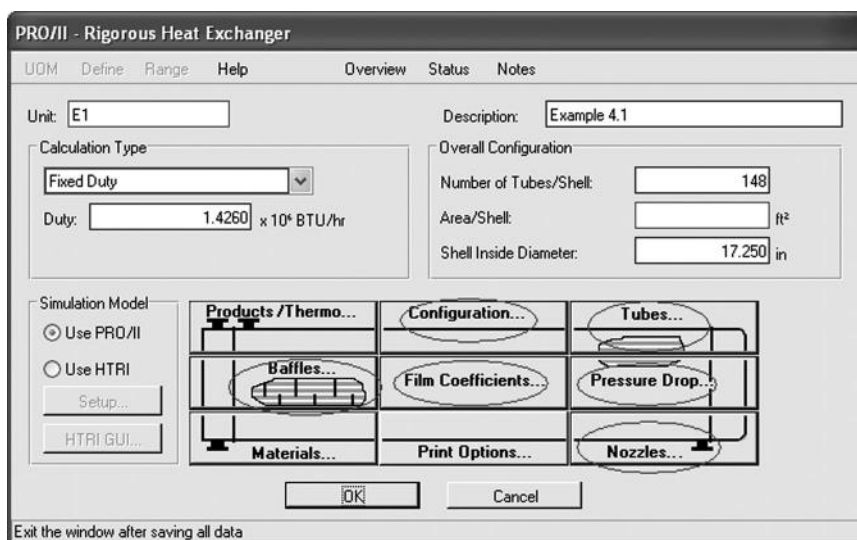 PRO/II - Rigorous Heat Exchanger
UOM Define Range Help Overview Status Notes
Unit: E1 Description: Example 4.1
Calculation Type
Fixed Duty
Duty: 1.4260 x 10⁶ BTU/hr
Overall Configuration
Number of Tubes/Shell: 148
Area/Shell: ft²
Shell Inside Diameter: 17.250 in
Simulation Model
Use PRO/II
Use HTRI
Setup...
HTRI GUI...
Products /Thermo... Configuration... Tubes...
Baffles... Film Coefficients... Pressure Drop...
Materials... Print Options... Nozzles...
OK Cancel
Exit the window after saving all data